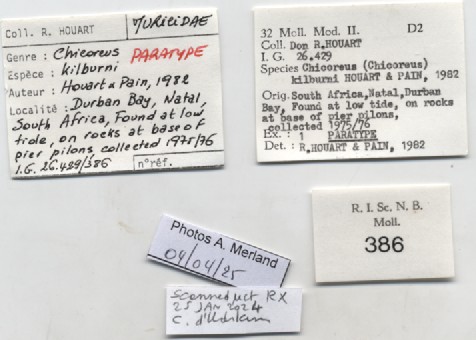 Coll. R. HOUART MURICIDAE
Genre : Chicoreus PARATYPE
Espèce : kilburni
Auteur : Houart & Pain, 1982
Localité : Durban Bay, Natal,
South Africa, Found at low
tide, on rocks at base of
pier pilons collected 1975/76
I.G. 26.429/386 n° réf.
32 Moll. Mod. II. D2
Coll. Don R.HOUART
I. G. 26.429
Species Chicoreus (Chicoreus)
kilburni HOUART & PAIN, 1982
Orig. South Africa,Natal,Durban
Bay, Found at low tide, on rocks
at base of pier pilons,
collected 1975/76
Ex. : 1 PARATYPE
Det. : R.HOUART & PAIN, 1982
R. I. Sc. N. B.
Moll.
386
Photos A. Merland
09/04/25
Scanned µct RX
25 JAN 2024